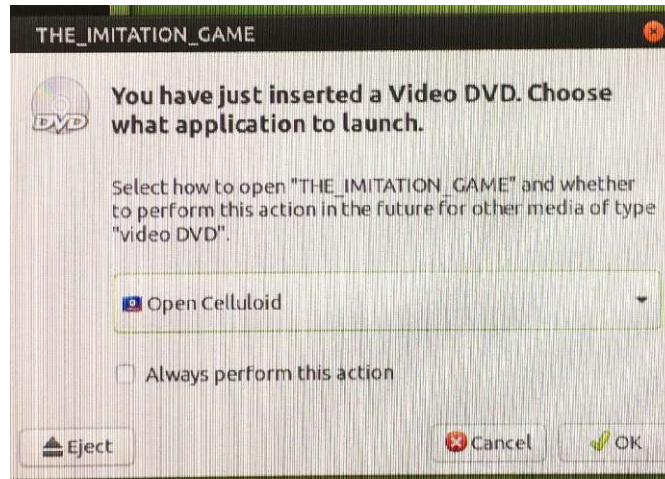 THE_IMITATION_GAME
DVD
You have just inserted a Video DVD. Choose
what application to launch.
Select how to open "THE_IMITATION_GAME" and whether
to perform this action in the future for other media of type
"video DVD".
Open Celluloid
Always perform this action
Eject
Cancel
OK